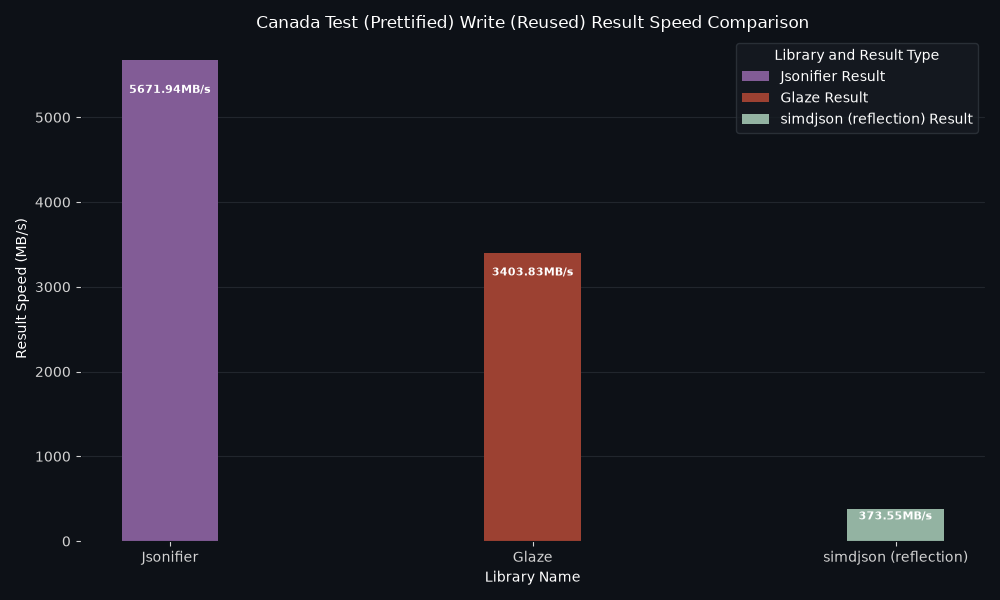 Canada Test (Prettified) Write (Reused) Result Speed Comparison
Library and Result Type
Jsonifier Result
Glaze Result
simdjson (reflection) Result
5671.94MB/s
3403.83MB/s
373.55MB/s
Result Speed (MB/s)
5000
4000
3000
2000
1000
0
Jsonifier
Glaze
simdjson (reflection)
Library Name